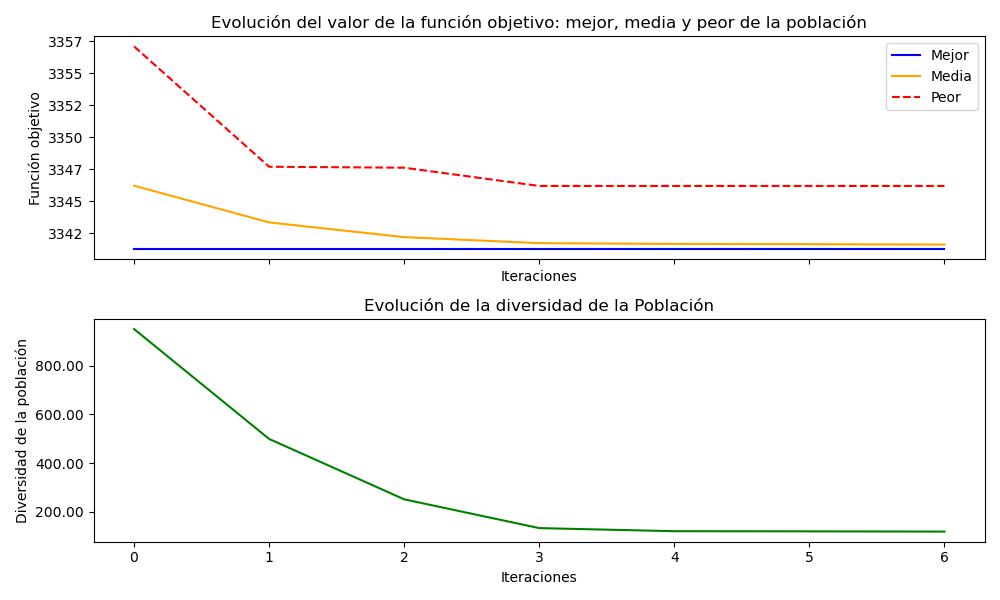 Evolución del valor de la función objetivo: mejor, media y peor de la población
3357
3355
3352
3350
3347
3345
3342
Función objetivo
Mejor
Media
Peor
Iteraciones
Evolución de la diversidad de la Población
800.00
600.00
400.00
200.00
Diversidad de la población
0 1 2 3 4 5 6
Iteraciones